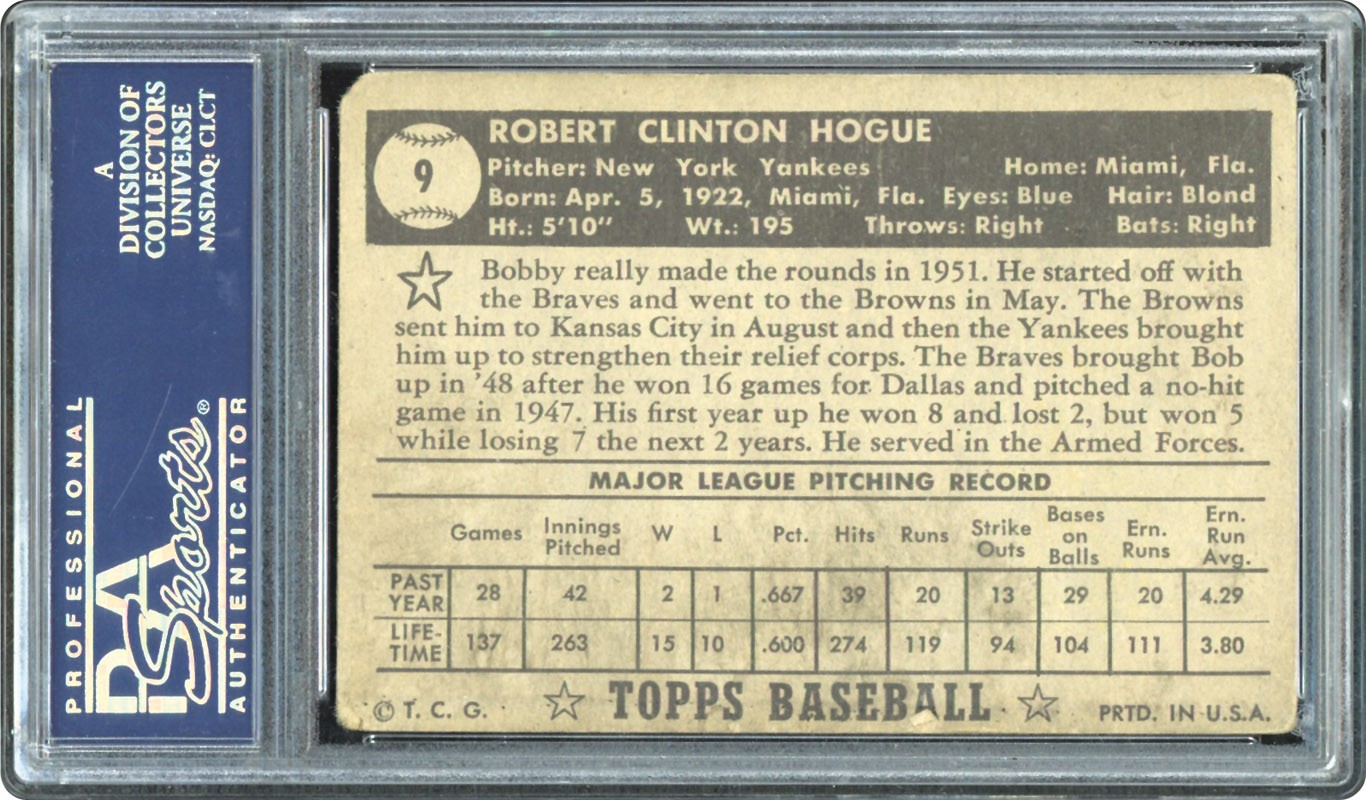 A
DIVISION OF
COLLECTORS
UNIVERSE
NASDAQ: CLCT
PROFESSIONAL
PSA
Sports®
AUTHENTICATOR
9
ROBERT CLINTON HOGUE
Pitcher: New York Yankees Home: Miami, Fla.
Born: Apr. 5, 1922, Miami, Fla. Eyes: Blue Hair: Blond
Ht.: 5'10" Wt.: 195 Throws: Right Bats: Right
Bobby really made the rounds in 1951. He started off with
the Braves and went to the Browns in May. The Browns
sent him to Kansas City in August and then the Yankees brought
him up to strengthen their relief corps. The Braves brought Bob
up in '48 after he won 16 games for Dallas and pitched a no-hit
game in 1947. His first year up he won 8 and lost 2, but won 5
while losing 7 the next 2 years. He served in the Armed Forces.
MAJOR LEAGUE PITCHING RECORD
Games Innings Pitched W L Pct. Hits Runs Strike Outs Bases on Balls Ern. Runs Ern. Run Avg.
PAST YEAR 28 42 2 1 .667 39 20 13 29 20 4.29
LIFE-TIME 137 263 15 10 .600 274 119 94 104 111 3.80
© T. C. G. TOPPS BASEBALL PRTD. IN U.S.A.